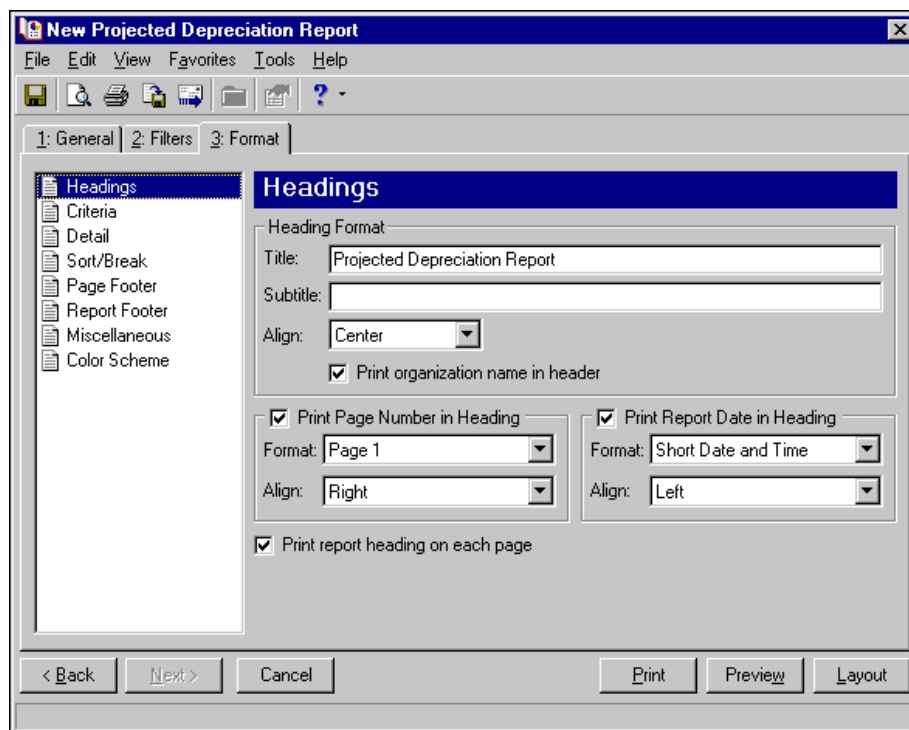 New Projected Depreciation Report
File Edit View Favorites Tools Help
1: General 2: Filters 3: Format
Headings
Criteria
Detail
Sort/Break
Page Footer
Report Footer
Miscellaneous
Color Scheme
Headings
Heading Format
Title: Projected Depreciation Report
Subtitle:
Align: Center
Print organization name in header
Print Page Number in Heading
Format: Page 1
Align: Right
Print Report Date in Heading
Format: Short Date and Time
Align: Left
Print report heading on each page
< Back Next > Cancel Print Preview Layout